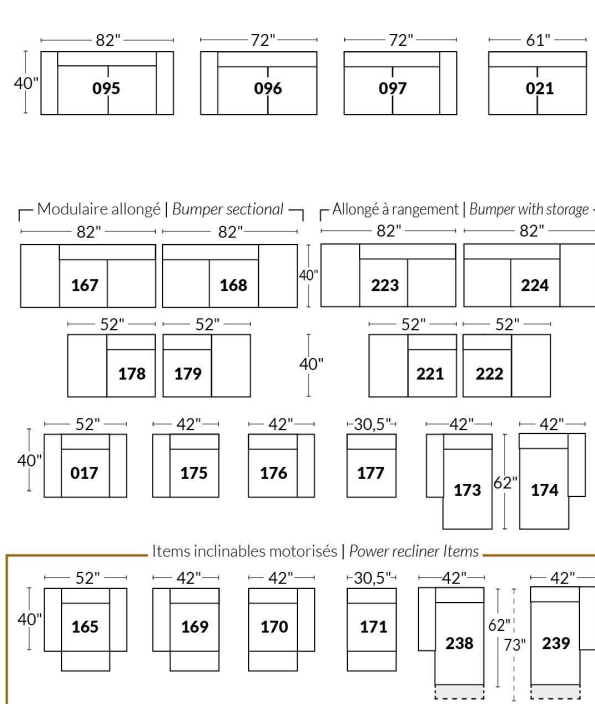 82" 72" 72" 61"
40" 095 096 097 021
Modulaire allongé | Bumper sectional Allongé à rangement | Bumper with storage
82" 82" 82" 82"
167 168 40" 223 224
52" 52" 52" 52"
178 179 40" 221 222
52" 42" 42" 30,5" 42" 42"
40" 017 175 176 177 173 62" 174
Items inclinables motorisés | Power recliner Items
52" 42" 42" 30,5" 42" 42"
40" 165 169 170 171 238 62" 73" 239